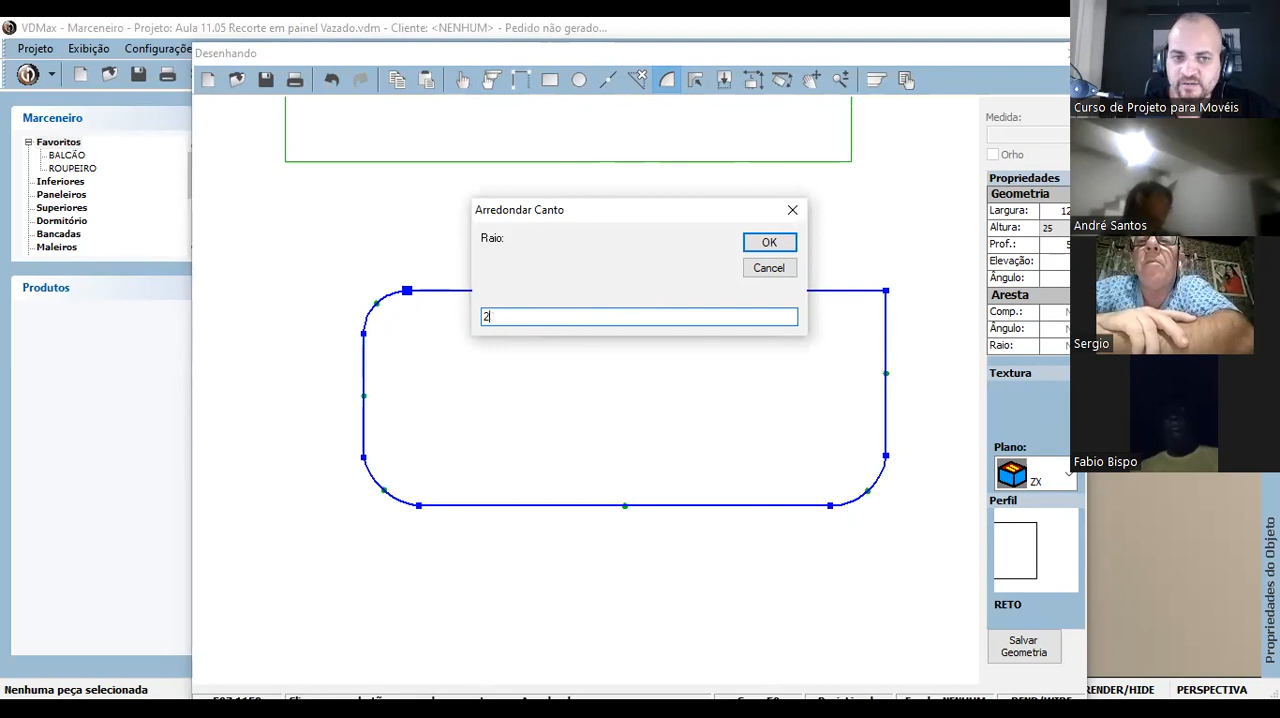 VDMax - Marceneiro - Projeto: Aula 11.05 Recorte em painel Vazado.vdm - Cliente: <NENHUM> - Pedido não gerado...
Projeto Exibição Configuraçõe
Desenhando
Marceneiro
Favoritos
BALCÃO
ROUPEIRO
Inferiores
Paneleiros
Superiores
Dormitório
Bancadas
Maleiros
Produtos
Arredondar Canto
Raio:
OK
Cancel
2
Medida:
Orho
Propriedades
Geometria
Largura: 12
Altura: 25
Prof.: 5
Elevação:
Ângulo:
Aresta
Comp.:
Ângulo:
Raio:
Textura
Plano:
ZX
Perfil
RETO
Salvar
Geometria
Curso de Projeto para Movéis
André Santos
Sergio
Fabio Bispo
Propriedades do Objeto
Nenhuma peça selecionada
RENDER/HIDE PERSPECTIVA